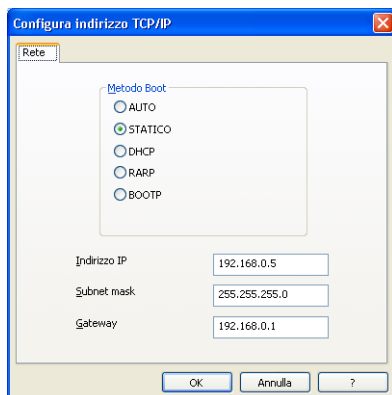 Configura indirizzo TCP/IP
Rete
Metodo Boot
AUTO
STATICO
DHCP
RARP
BOOTP
Indirizzo IP 192.168.0.5
Subnet mask 255.255.255.0
Gateway 192.168.0.1
OK Annulla ?